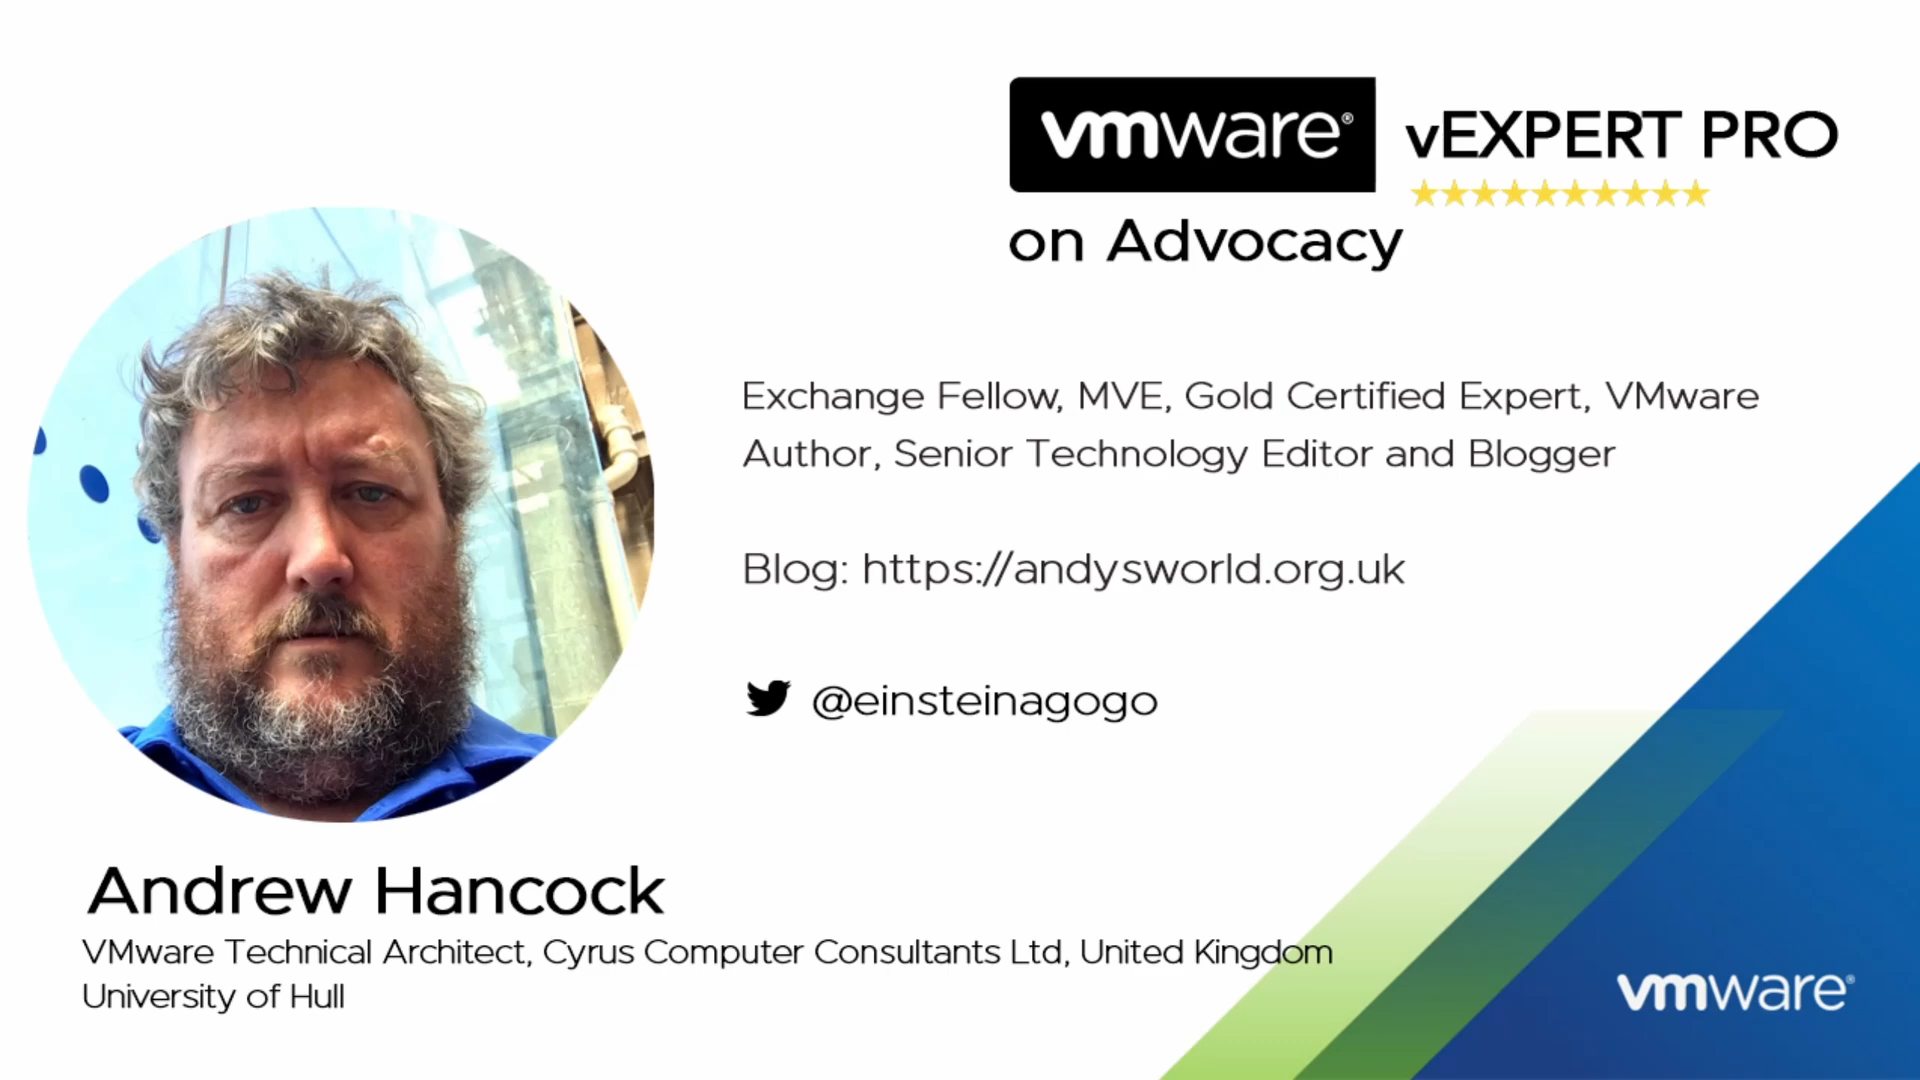 vmware® vEXPERT PRO
on Advocacy
Exchange Fellow, MVE, Gold Certified Expert, VMware
Author, Senior Technology Editor and Blogger
Blog: https://andysworld.org.uk
@einsteinagogo
Andrew Hancock
VMware Technical Architect, Cyrus Computer Consultants Ltd, United Kingdom
University of Hull
vmware®